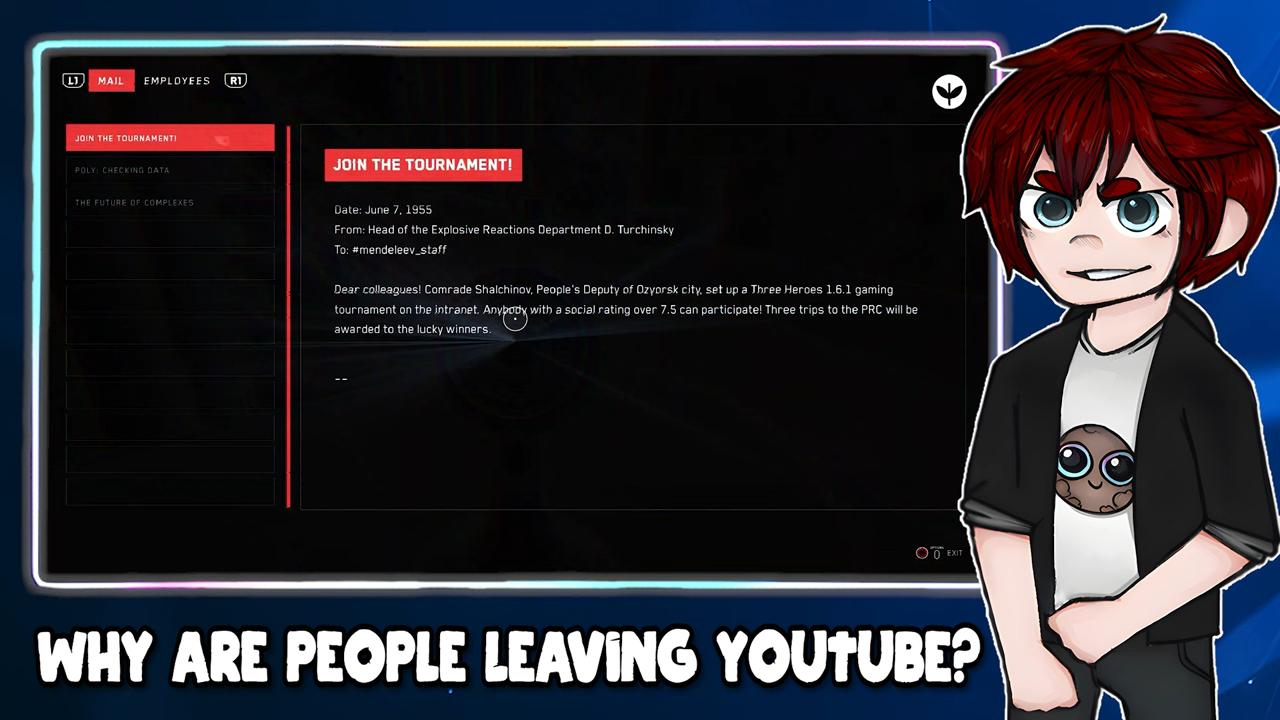 L1 MAIL EMPLOYEES R1
JOIN THE TOURNAMENT!
POLY: CHECKING DATA
THE FUTURE OF COMPLEXES
JOIN THE TOURNAMENT!
Date: June 7, 1955
From: Head of the Explosive Reactions Department D. Turchinsky
To: #mendeleev_staff
Dear colleagues! Comrade Shalchinov, People's Deputy of Ozyorsk city, set up a Three Heroes 1.6.1 gaming
tournament on the intranet. Anybody with a social rating over 7.5 can participate! Three trips to the PRC will be
awarded to the lucky winners.
--
OPTIONS
EXIT
WHY ARE PEOPLE LEAVING YOUTUBE?